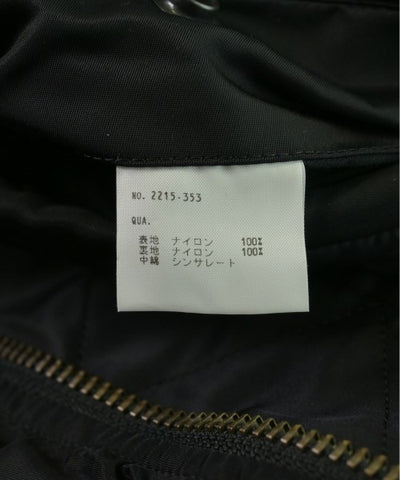 NO. 2215-353
QUA.
表地 ナイロン 100%
裏地 ナイロン 100%
中綿 シンサレート